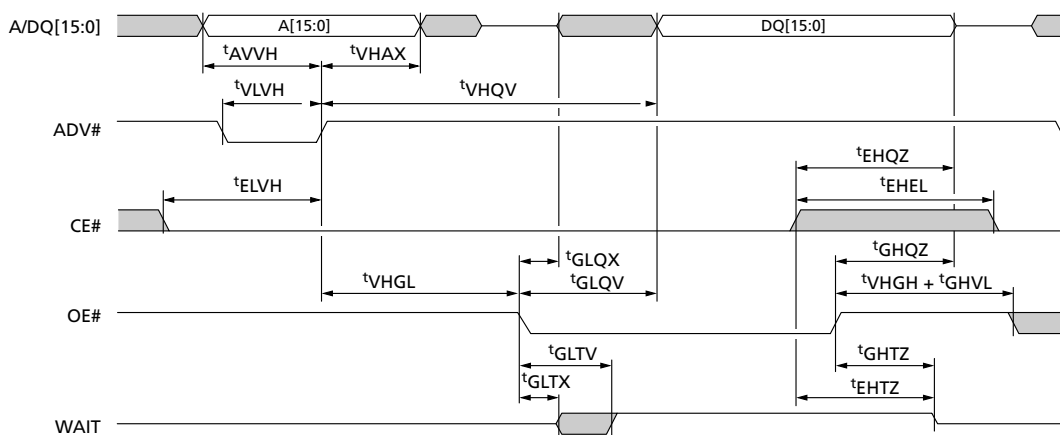 A/DQ[15:0] A[15:0] DQ[15:0]
tAVVH tVHAX
tVLVH tVHQV
ADV#
tEHQZ
tELVH tEHEL
CE#
tGLQX tGHQZ
tVHGL tGLQV tVHGH + tGHVL
OE#
tGLTV tGHTZ
tGLTX tEHTZ
WAIT